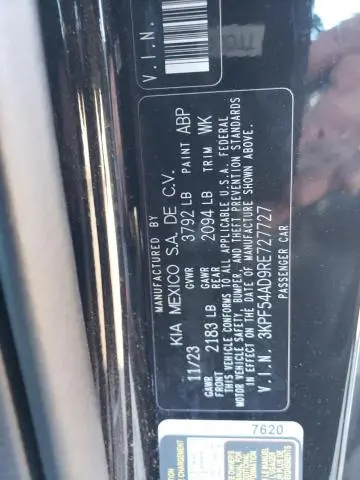 V.I.N.
MANUFACTURED BY
KIA MEXICO S.A. DE C.V.
11/23 GVWR 3792 LB PAINT ABP
GAWR 2183 LB GAWR REAR 2094 LB TRIM WK
THIS VEHICLE CONFORMS TO ALL APPLICABLE U.S.A. FEDERAL
MOTOR VEHICLE SAFETY, BUMPER, AND THEFT PREVENTION STANDARDS
IN EFFECT ON THE DATE OF MANUFACTURE SHOWN ABOVE.
V.I.N. 3KPF54AD9RE727727
PASSENGER CAR
7620